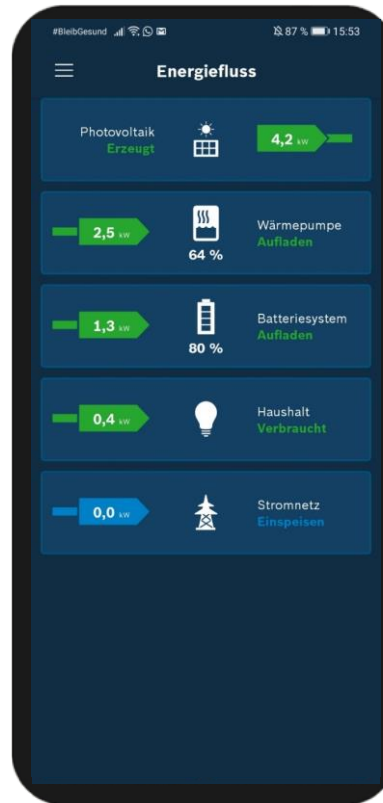 #BleibGesund 87 % 15:53
Energiefluss
Photovoltaik
Erzeugt
4,2 kW
2,5 kW
64 %
Wärmepumpe
Aufladen
1,3 kW
80 %
Batteriesystem
Aufladen
0,4 kW
Haushalt
Verbraucht
0,0 kW
Stromnetz
Einspeisen